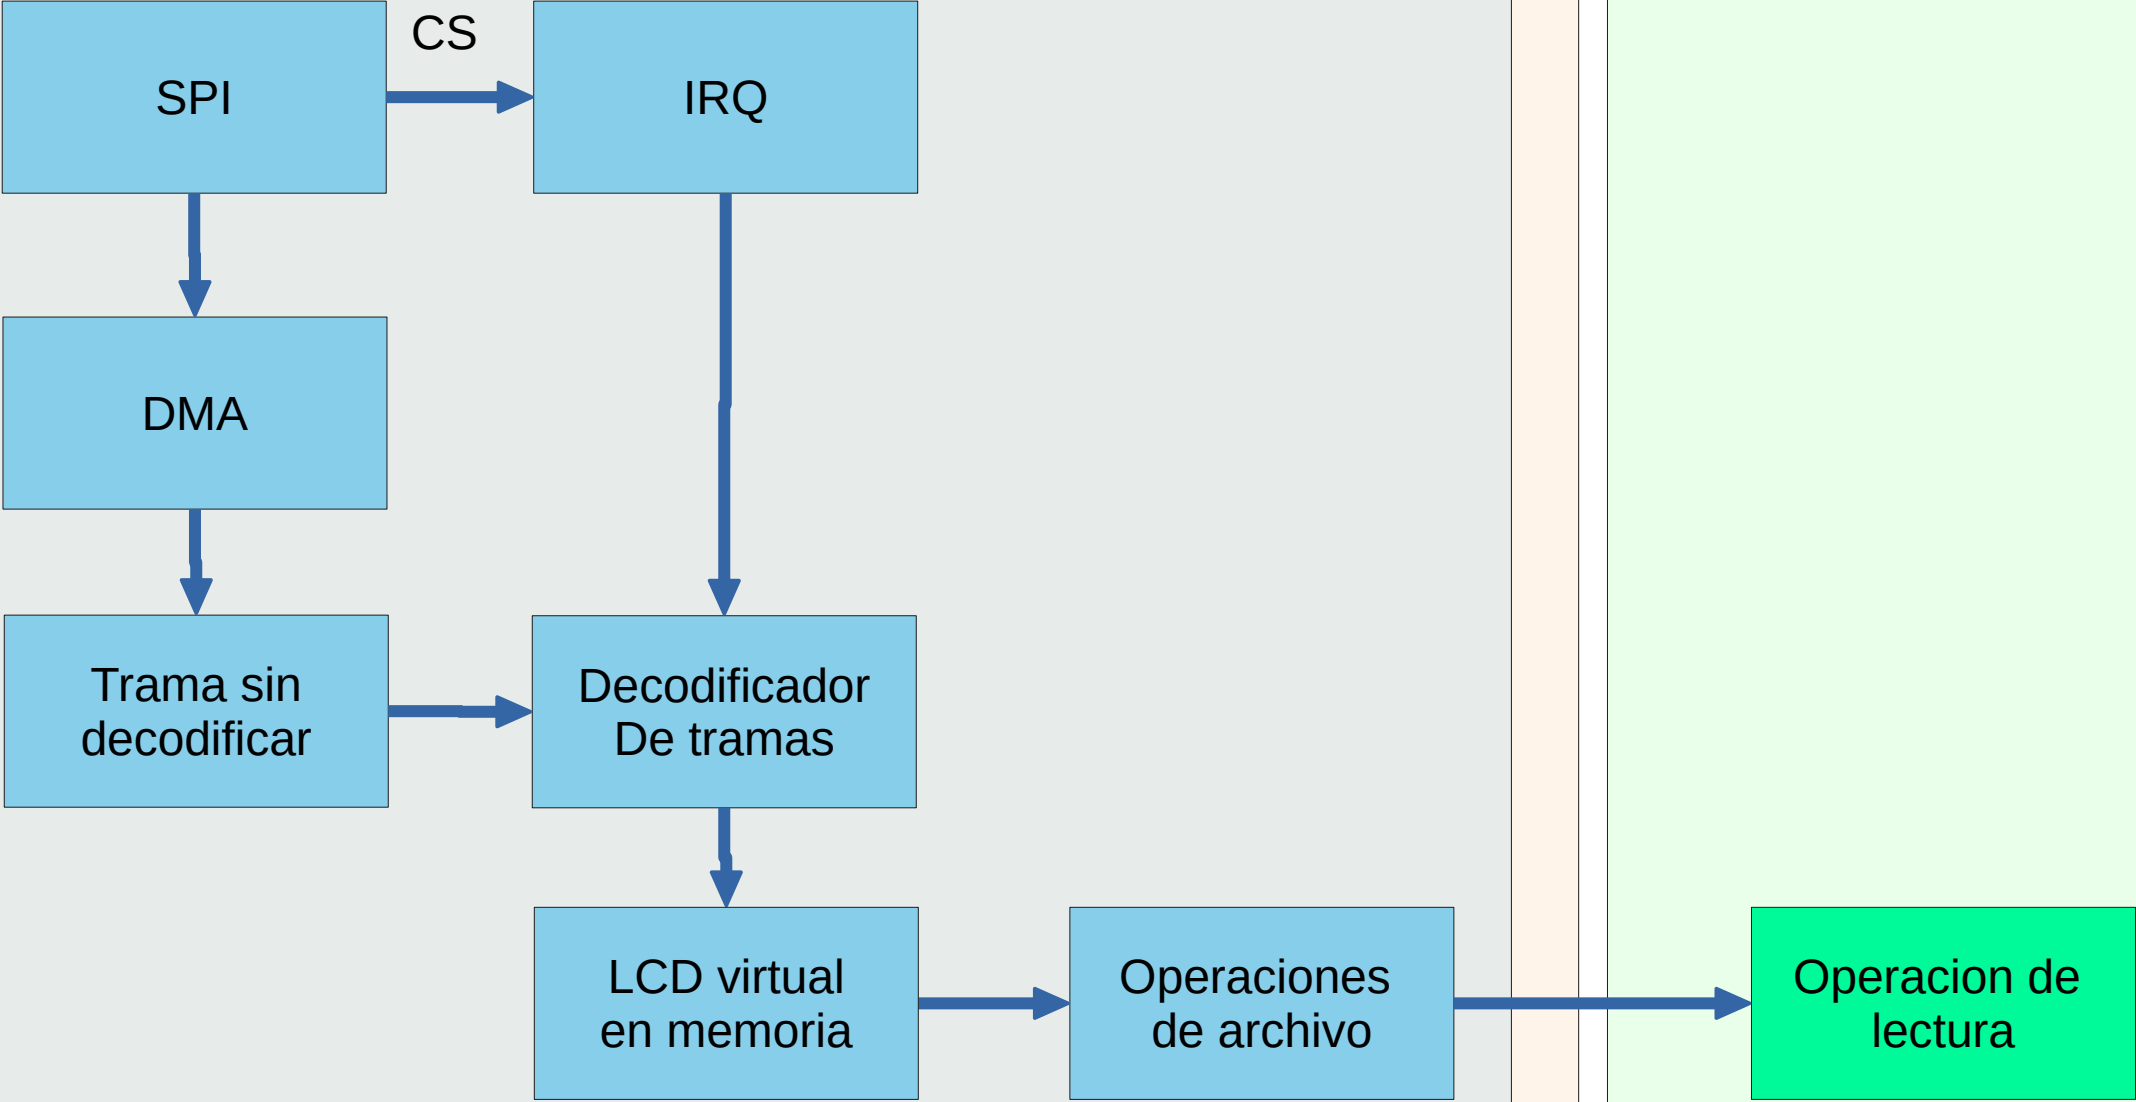 CS
SPI
IRQ
DMA
Trama sin
decodificar
Decodificador
De tramas
LCD virtual
en memoria
Operaciones
de archivo
Operacion de
lectura